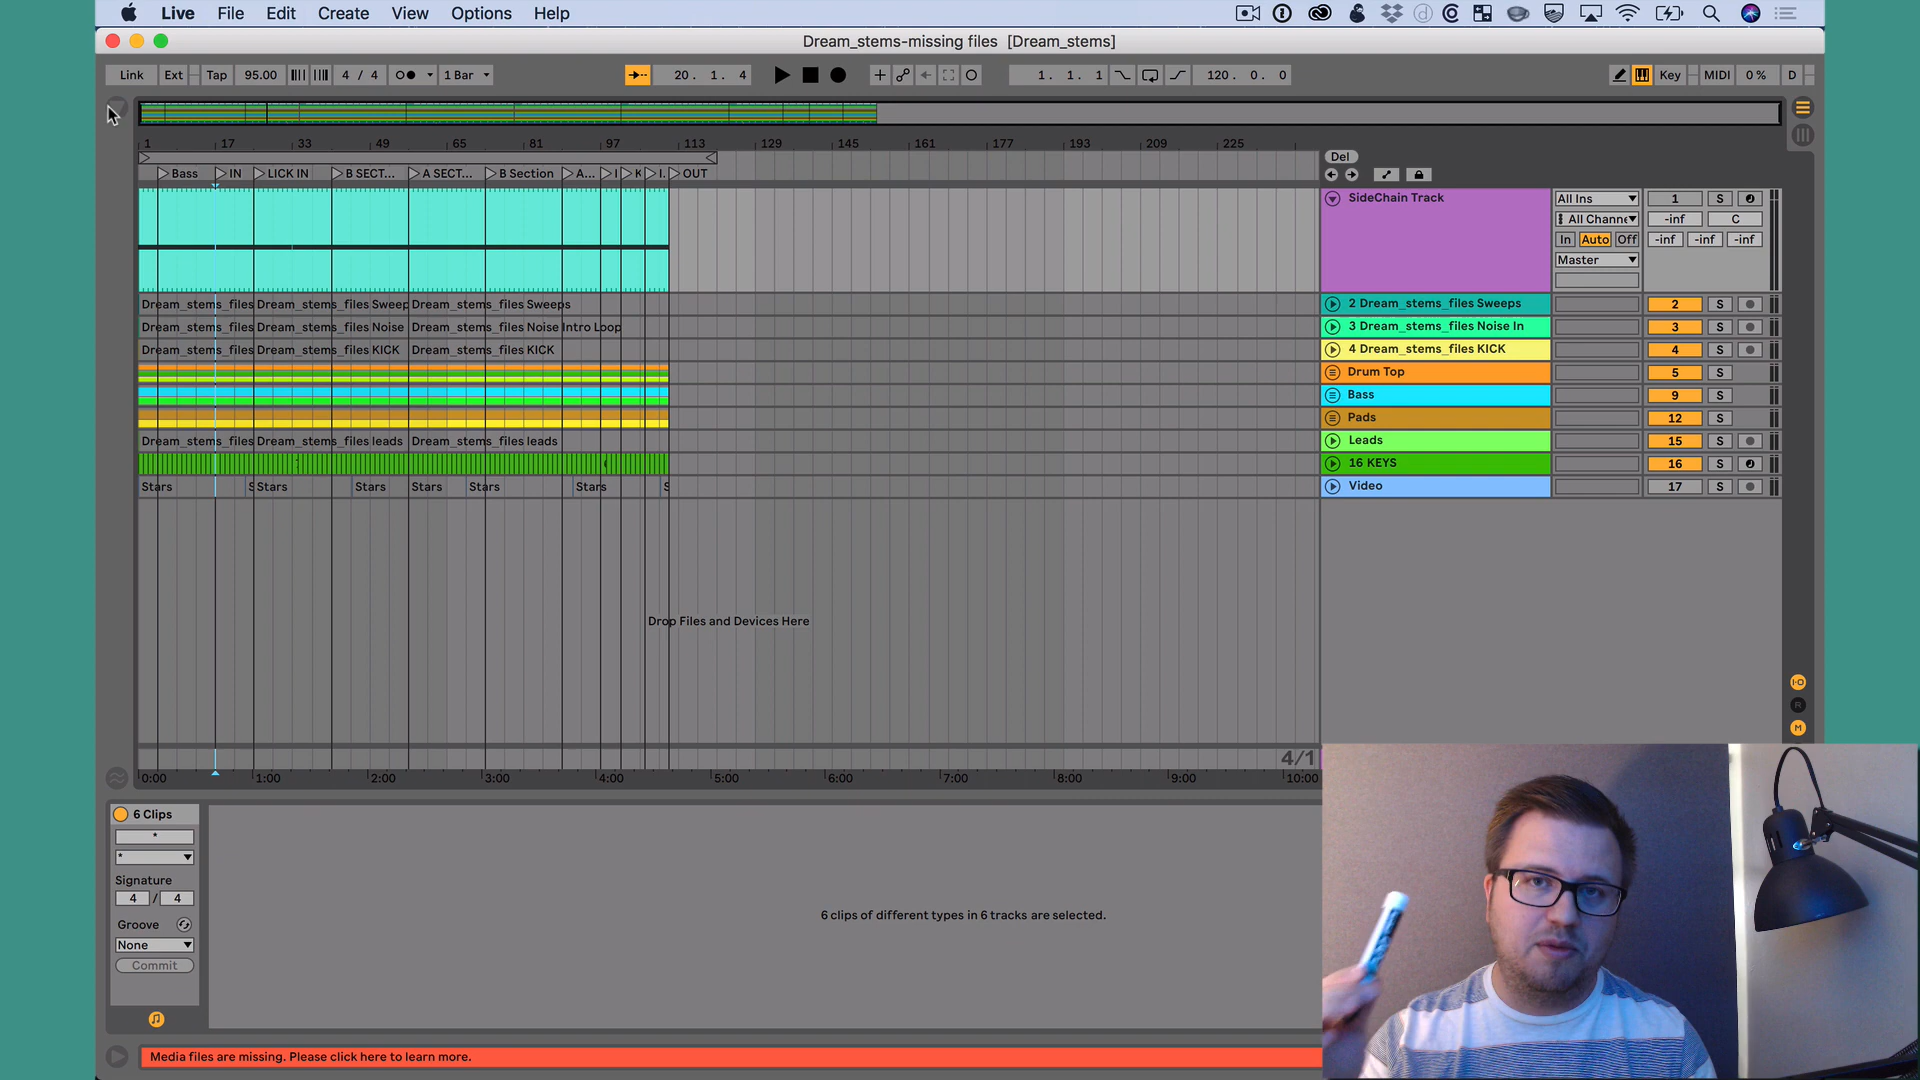 Live File Edit Create View Options Help
Dream_stems-missing files [Dream_stems]
Link Ext Tap 95.00 4 / 4 1 Bar 20. 1. 4 1. 1. 1 120. 0. 0 Key MIDI 0 % D
1 17 33 49 65 81 97 113 129 145 161 177 193 209 225
Del
Bass IN LICK IN B SECT... A SECT... B Section A... I K I. OUT
SideChain Track All Ins 1 S
All Channe -inf C
In Auto Off -inf -inf -inf
Master
Dream_stems_files Dream_stems_files Sweep Dream_stems_files Sweeps 2 Dream_stems_files Sweeps 2 S
Dream_stems_files Dream_stems_files Noise Dream_stems_files Noise Intro Loop 3 Dream_stems_files Noise In 3 S
Dream_stems_files Dream_stems_files KICK Dream_stems_files KICK 4 Dream_stems_files KICK 4 S
Drum Top 5 S
Bass 9 S
Pads 12 S
Dream_stems_files Dream_stems_files leads Dream_stems_files leads Leads 15 S
16 KEYS 16 S
Stars S Stars Stars Stars Stars Stars S Video 17 S
Drop Files and Devices Here
I·O
R
M
4/1
0:00 1:00 2:00 3:00 4:00 5:00 6:00 7:00 8:00 9:00 10:00
6 Clips
*
*
Signature
4 / 4
Groove
None
Commit
6 clips of different types in 6 tracks are selected.
Media files are missing. Please click here to learn more.